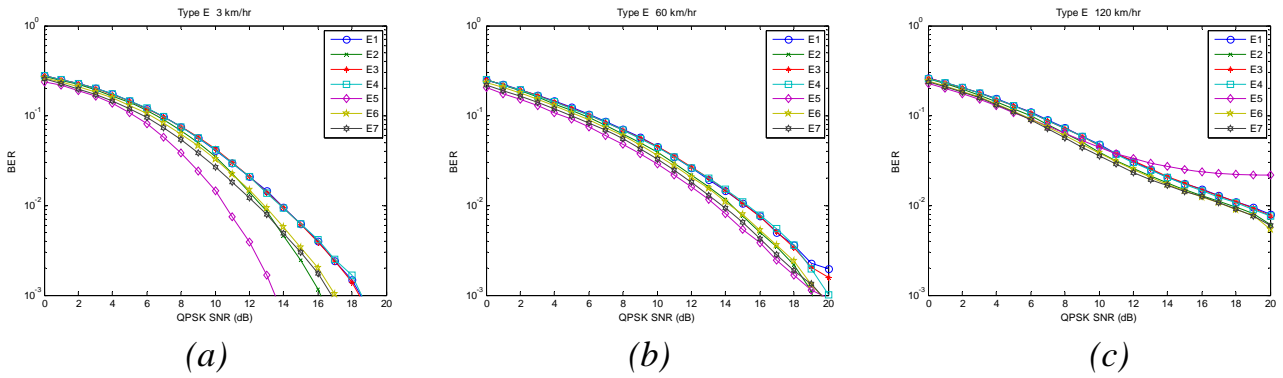 Type E  3 km/hr
10^0
10^-1
10^-2
10^-3
BER
0 2 4 6 8 10 12 14 16 18 20
QPSK SNR (dB)
E1
E2
E3
E4
E5
E6
E7
(a)
Type E  60 km/hr
10^0
10^-1
10^-2
10^-3
BER
0 2 4 6 8 10 12 14 16 18 20
QPSK SNR (dB)
E1
E2
E3
E4
E5
E6
E7
(b)
Type E  120 km/hr
10^0
10^-1
10^-2
10^-3
BER
0 2 4 6 8 10 12 14 16 18 20
QPSK SNR (dB)
E1
E2
E3
E4
E5
E6
E7
(c)